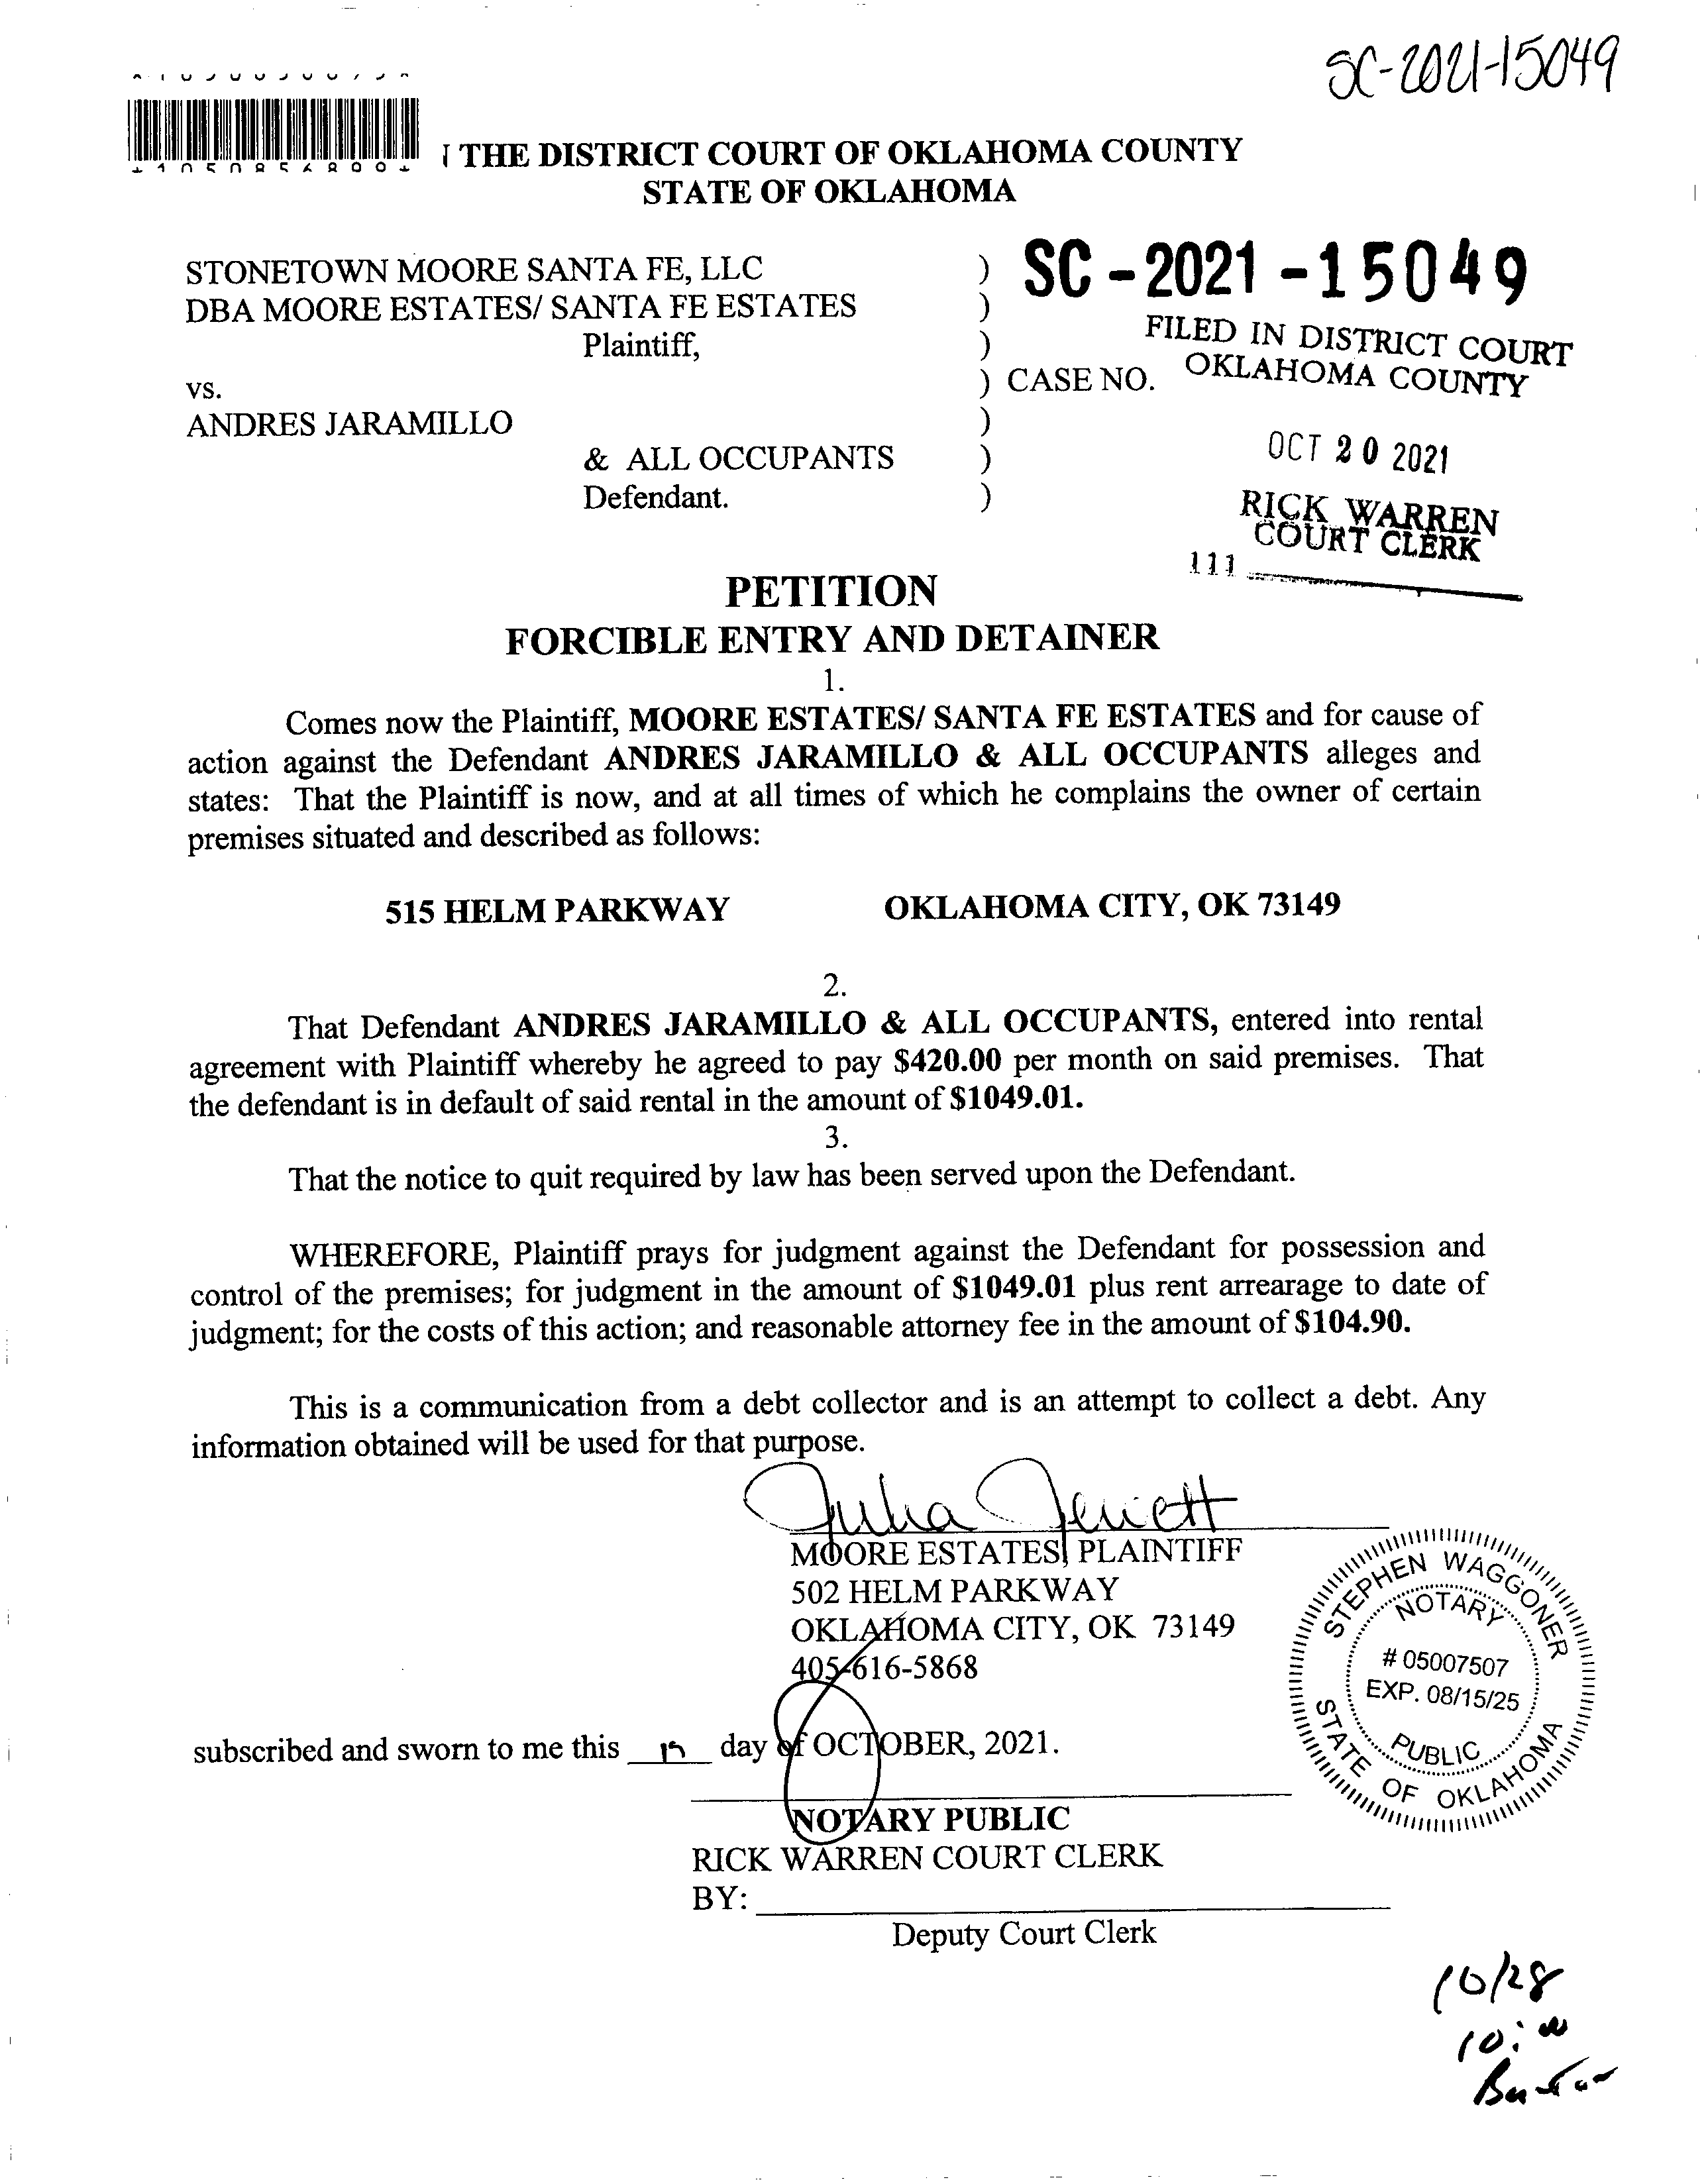 SC-2021-15049
THE DISTRICT COURT OF OKLAHOMA COUNTY
STATE OF OKLAHOMA
STONETOWN MOORE SANTA FE, LLC )
DBA MOORE ESTATES/ SANTA FE ESTATES )
Plaintiff, )
vs. ) CASE NO.
ANDRES JARAMILLO )
& ALL OCCUPANTS )
Defendant. )
SC-2021-15049
FILED IN DISTRICT COURT
OKLAHOMA COUNTY
OCT 20 2021
RICK WARREN
COURT CLERK
111
PETITION
FORCIBLE ENTRY AND DETAINER
1.
Comes now the Plaintiff, MOORE ESTATES/ SANTA FE ESTATES and for cause of
action against the Defendant ANDRES JARAMILLO & ALL OCCUPANTS alleges and
states: That the Plaintiff is now, and at all times of which he complains the owner of certain
premises situated and described as follows:
515 HELM PARKWAY OKLAHOMA CITY, OK 73149
2.
That Defendant ANDRES JARAMILLO & ALL OCCUPANTS, entered into rental
agreement with Plaintiff whereby he agreed to pay $420.00 per month on said premises. That
the defendant is in default of said rental in the amount of $1049.01.
3.
That the notice to quit required by law has been served upon the Defendant.
WHEREFORE, Plaintiff prays for judgment against the Defendant for possession and
control of the premises; for judgment in the amount of $1049.01 plus rent arrearage to date of
judgment; for the costs of this action; and reasonable attorney fee in the amount of $104.90.
This is a communication from a debt collector and is an attempt to collect a debt. Any
information obtained will be used for that purpose.
Julia
MOORE ESTATES, PLAINTIFF
502 HELM PARKWAY
OKLAHOMA CITY, OK 73149
405-616-5868
STEPHEN WAGGONER
NOTARY
# 05007507
EXP. 08/15/25
PUBLIC
STATE OF OKLAHOMA
subscribed and sworn to me this 19 day of OCTOBER, 2021.
NOTARY PUBLIC
RICK WARREN COURT CLERK
BY:
Deputy Court Clerk
10/28
10:00